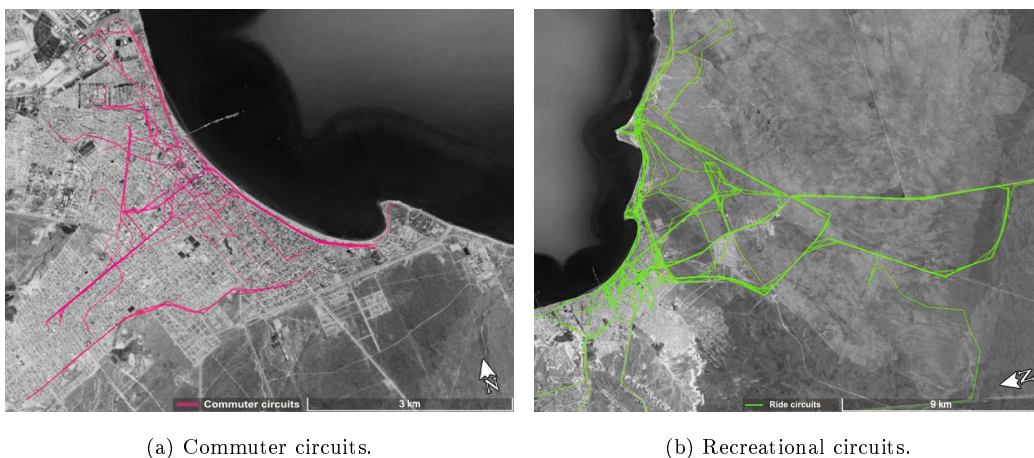 Commuter circuits
3 km
N
Ride circuits
9 km
N
(a) Commuter circuits.
(b) Recreational circuits.